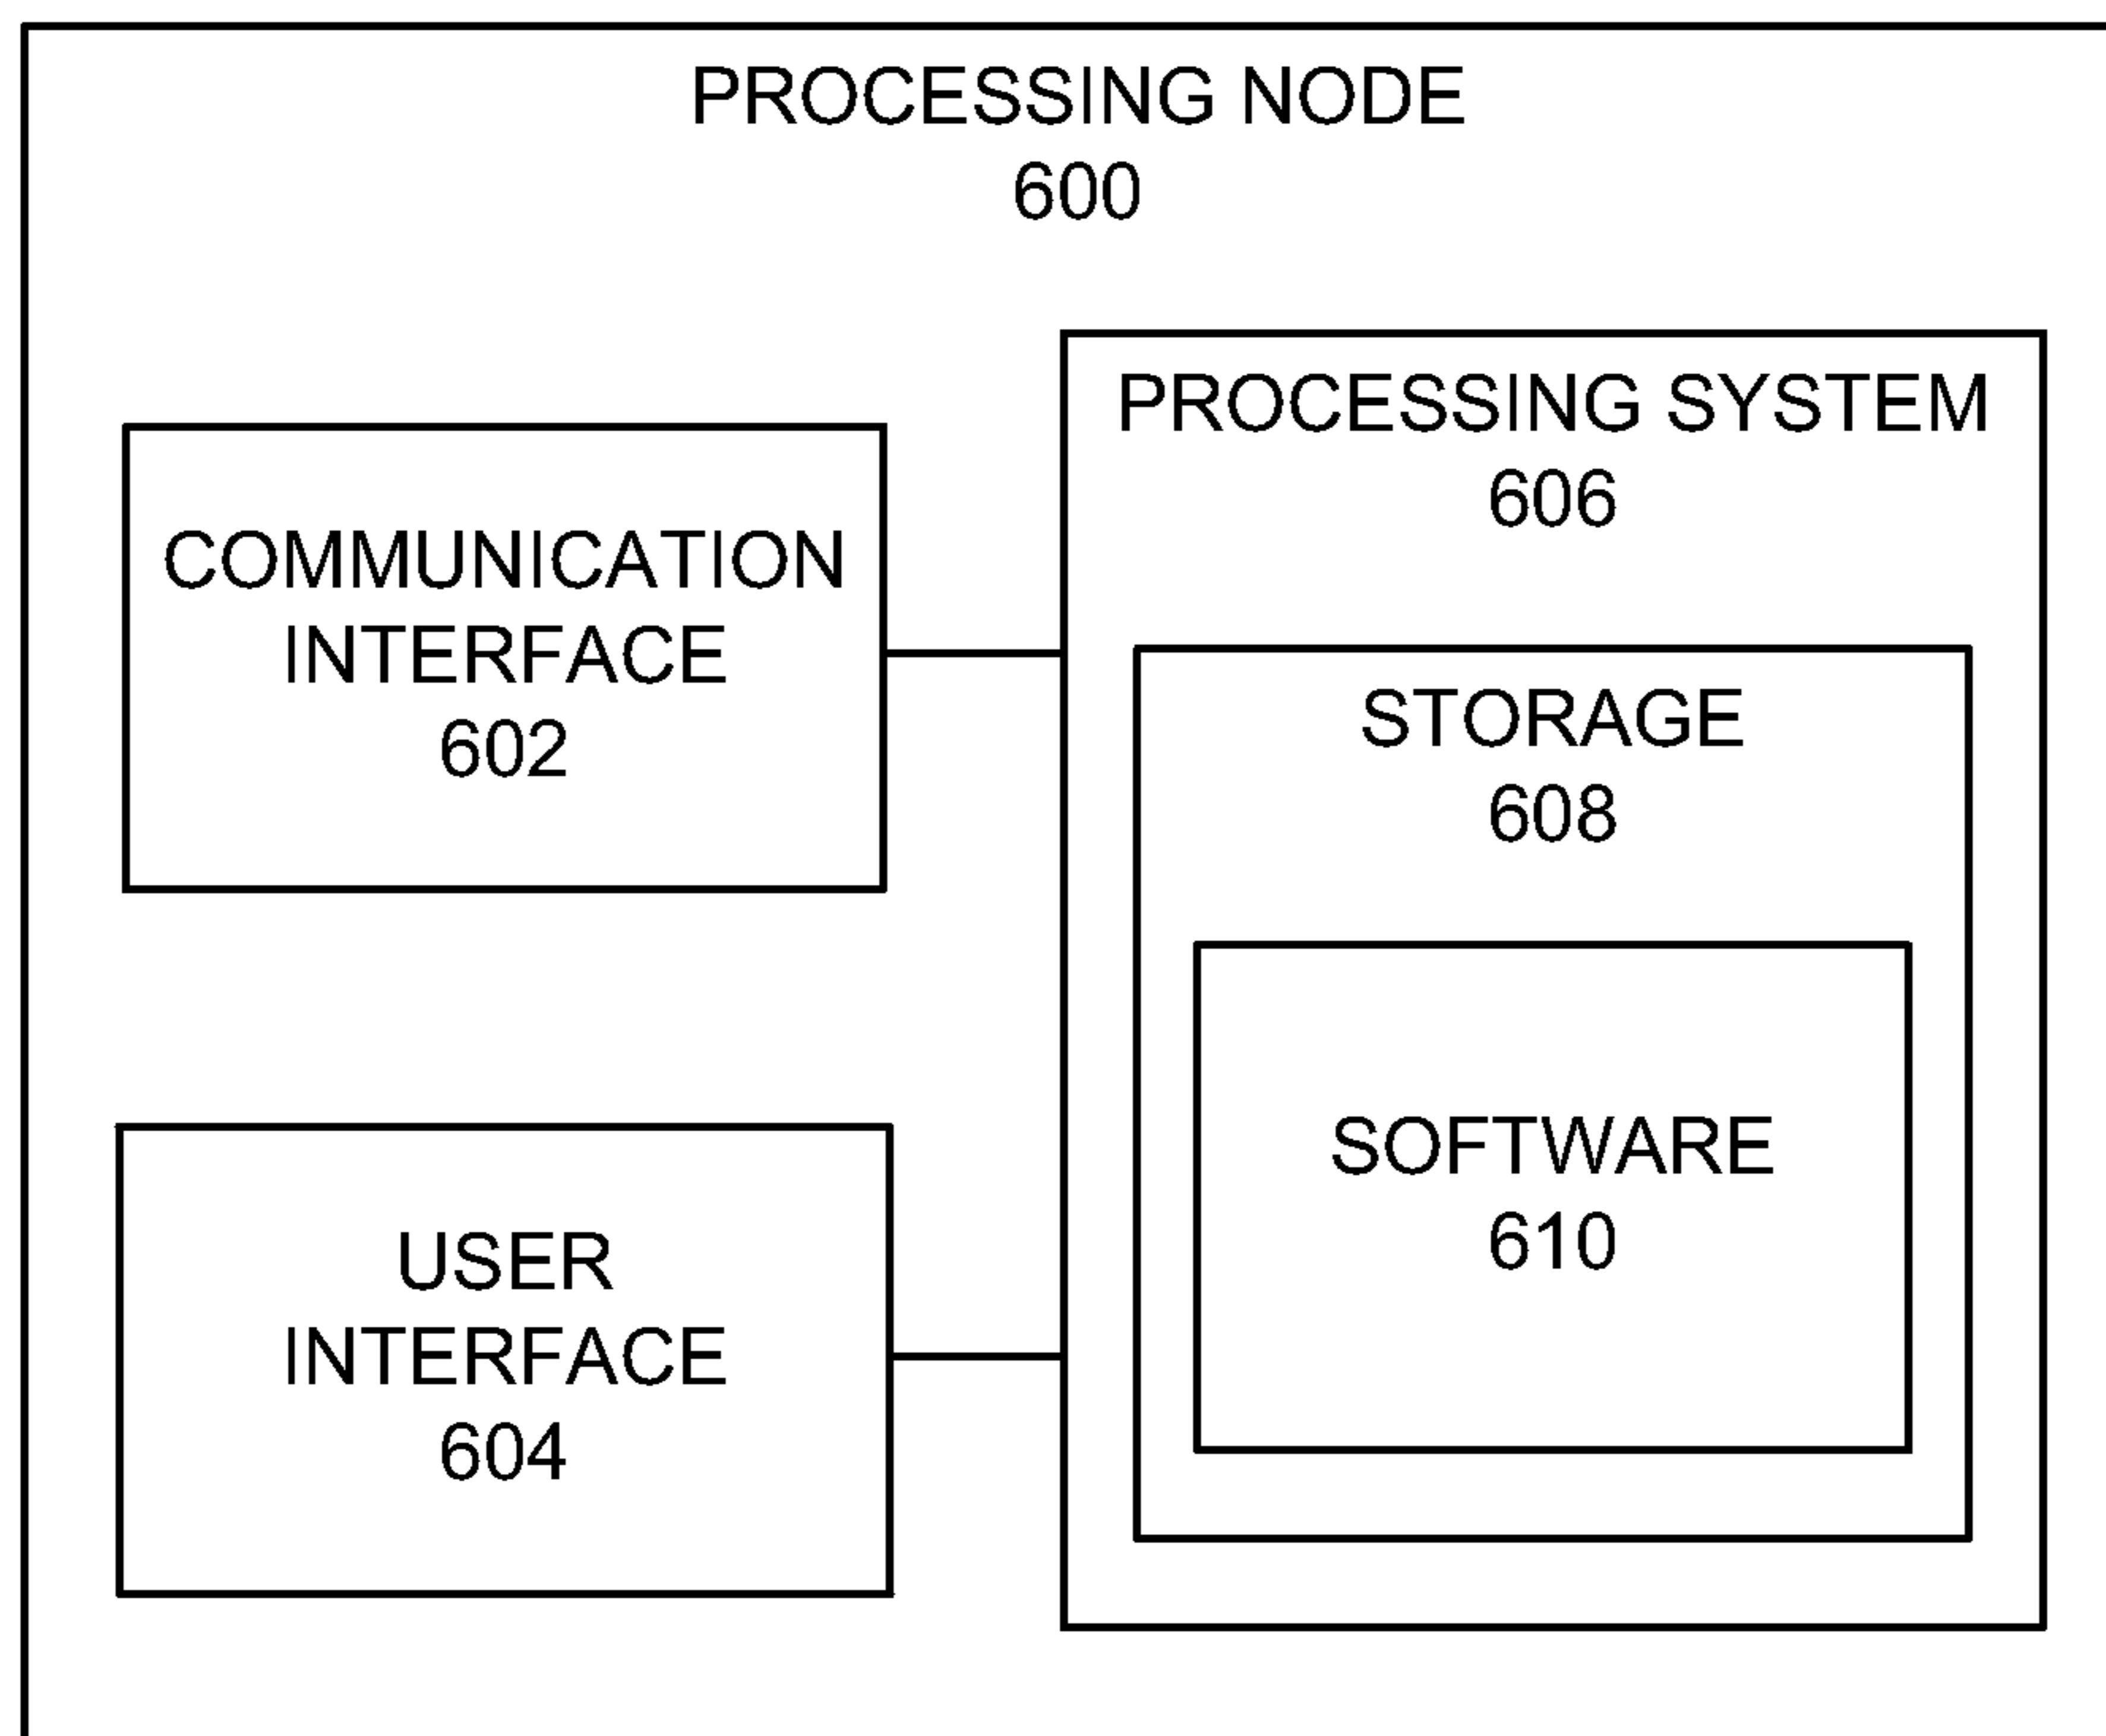 PROCESSING NODE
600
COMMUNICATION
INTERFACE
602
USER
INTERFACE
604
PROCESSING SYSTEM
606
STORAGE
608
SOFTWARE
610